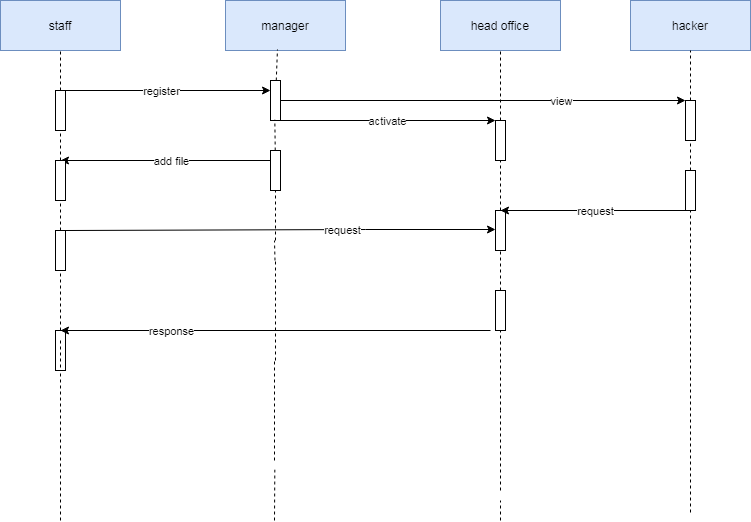 staff
manager
head office
hacker
register
view
activate
add file
request
request
response